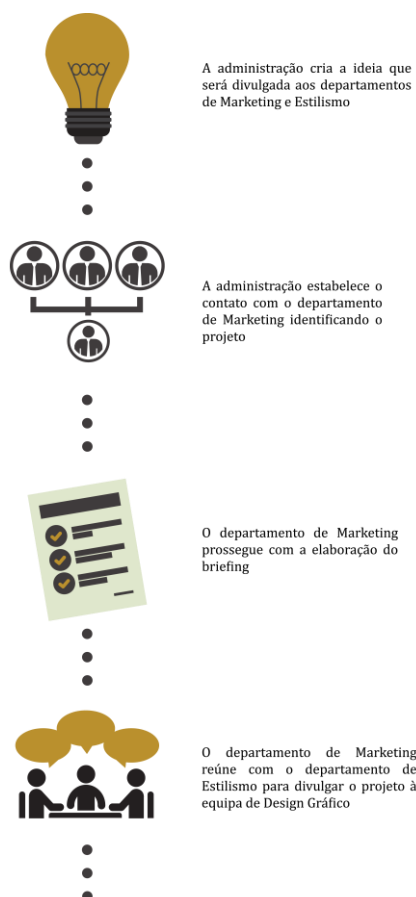 A administração cria a ideia que
será divulgada aos departamentos
de Marketing e Estilismo
A administração estabelece o
contato com o departamento
de Marketing identificando o
projeto
O departamento de Marketing
prossegue com a elaboração do
briefing
O departamento de Marketing
reúne com o departamento de
Estilismo para divulgar o projeto à
equipa de Design Gráfico